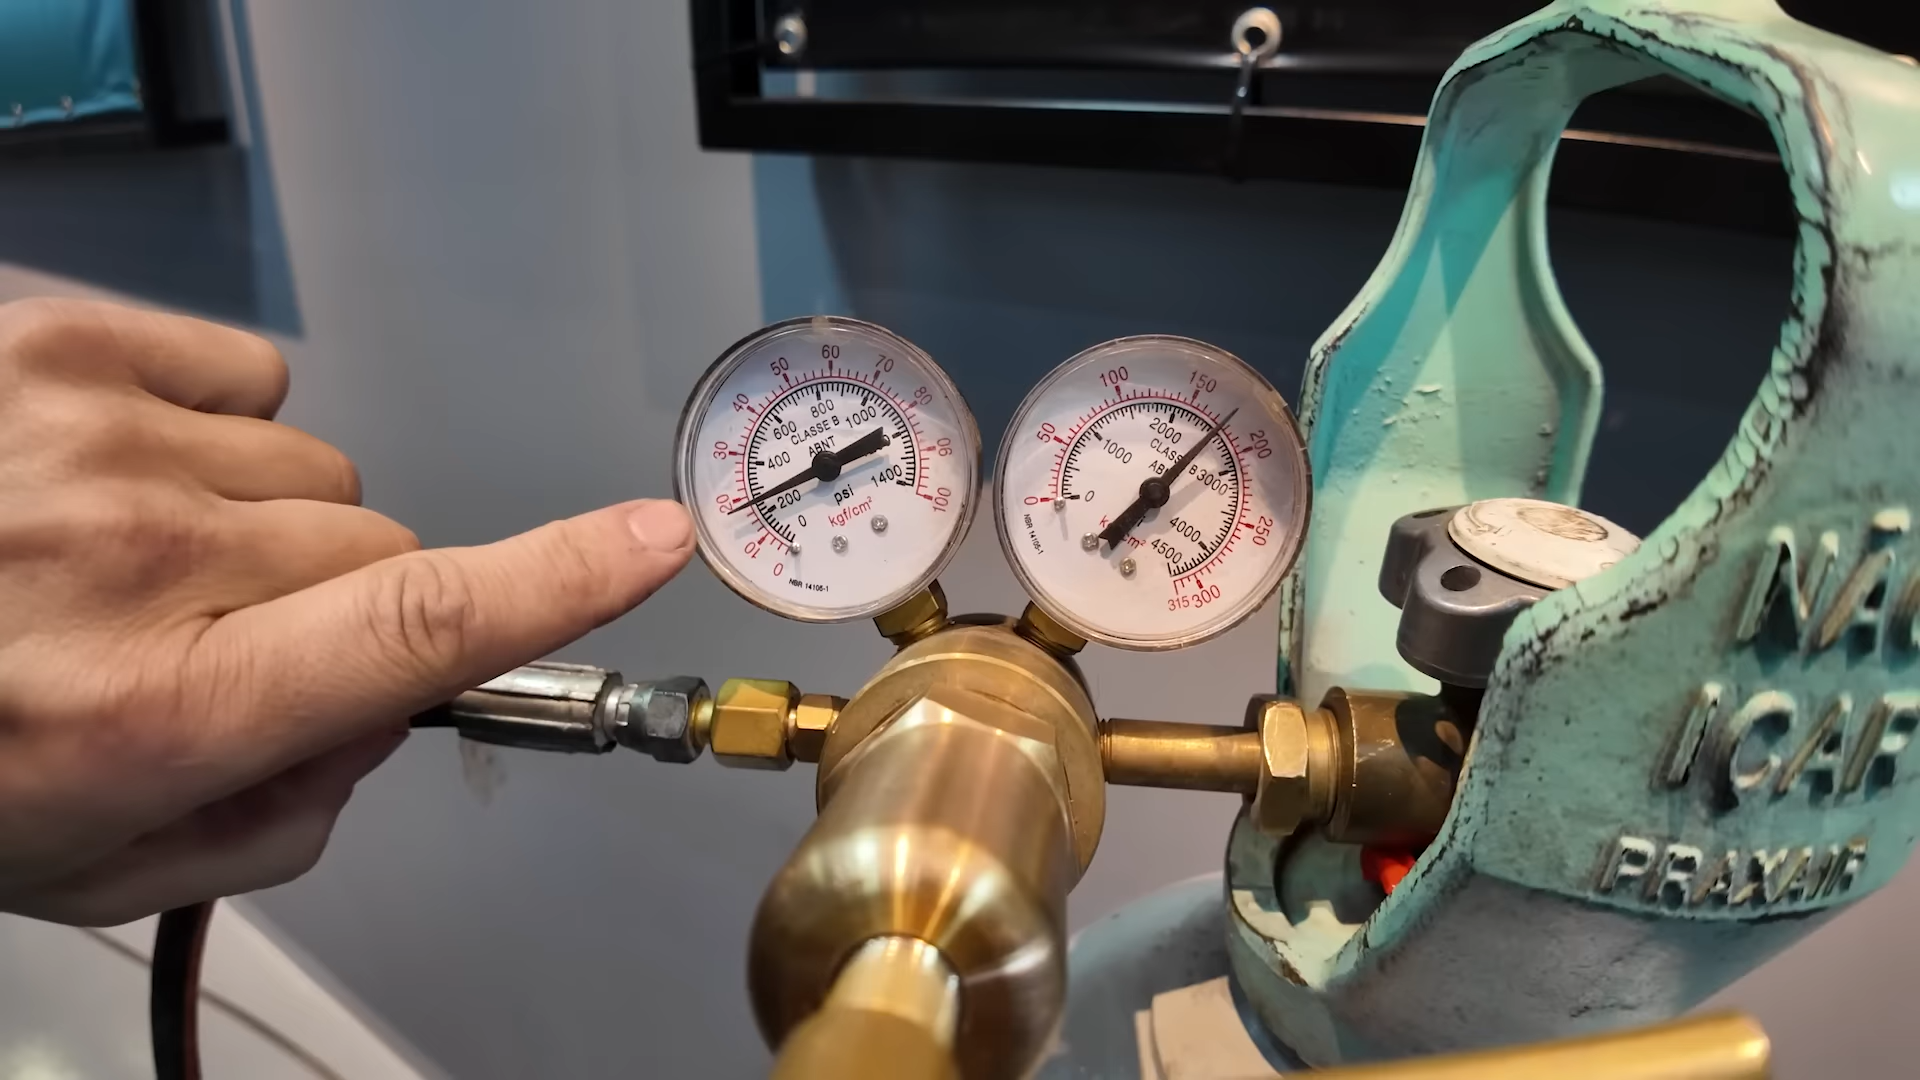 0 10 20 30 40 50 60 70 80 90 100
0 200 400 600 800 1000 1400
CLASSE B
ABNT
psi
kgf/cm²
NBR 14105-1
0 50 100 150 200 250 300 315
0 1000 2000 3000 4000 4500
NBR 14105-1
PRAXAIR